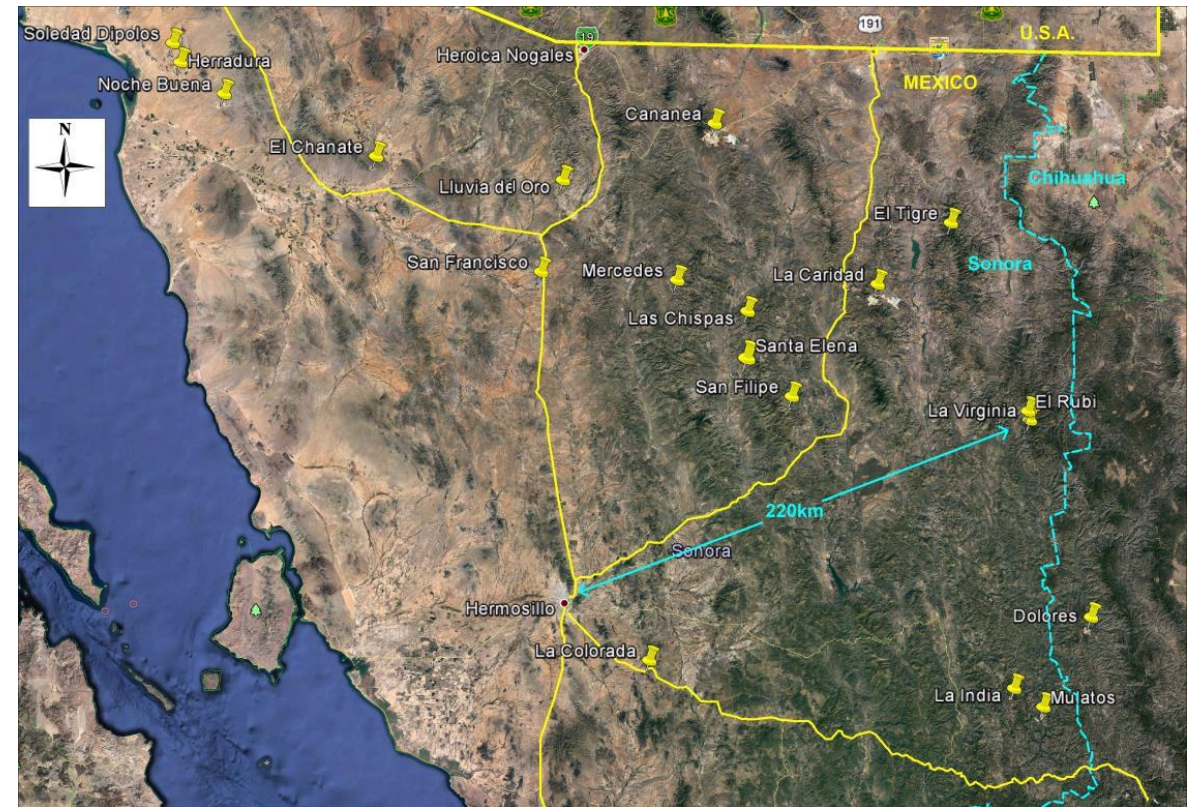 Soledad Dipolos
Herradura
Noche Buena
N
El Chanate
19
Heroica Nogales
191
U.S.A.
MEXICO
Cananea
Lluvia del Oro
Chihuahua
El Tigre
San Francisco
Mercedes
La Caridad
Sonora
Las Chispas
Santa Elena
San Filipe
La Virginia
El Rubi
220km
Sonora
Hermosillo
La Colorada
Dolores
La India
Mulatos